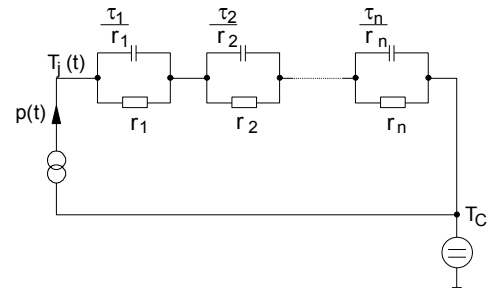 τ1 τ2 τn
r1 r2 rn
Tj (t)
r1 r2 rn
p(t)
TC